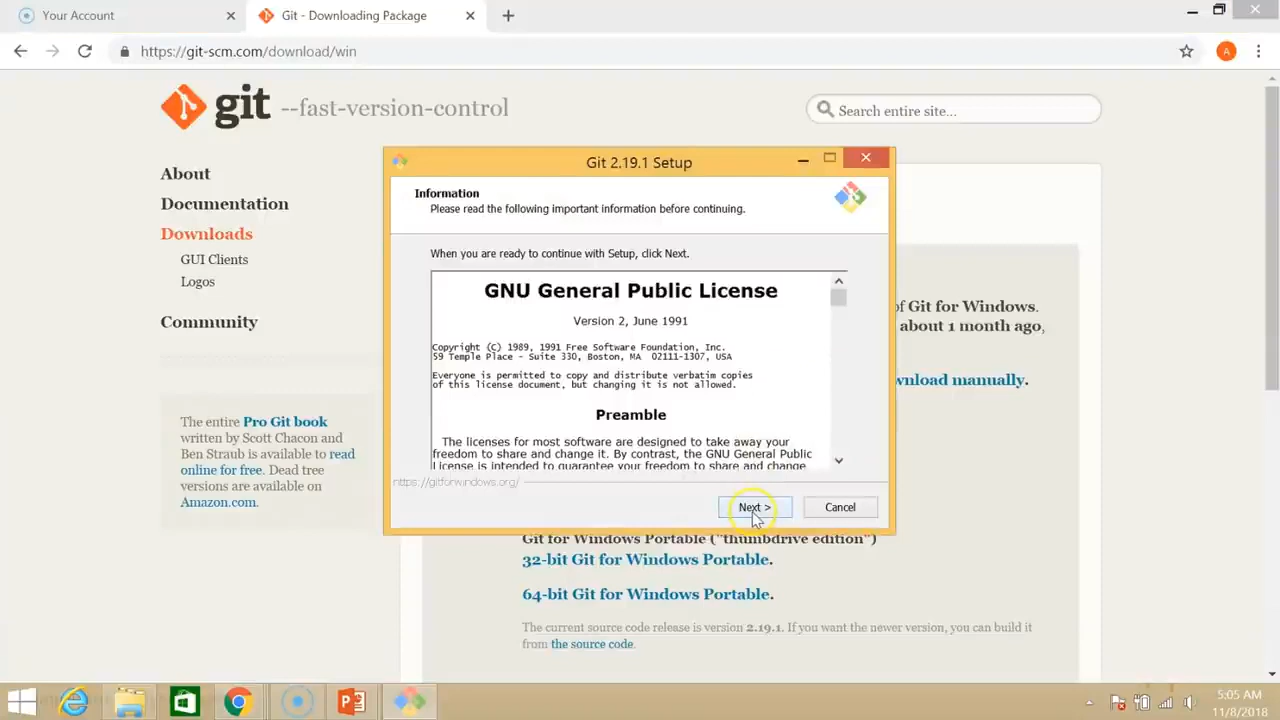 Your Account
Git - Downloading Package
https://git-scm.com/download/win
A
git --fast-version-control
Search entire site...
About
Documentation
Downloads
GUI Clients
Logos
Community
The entire Pro Git book
written by Scott Chacon and
Ben Straub is available to read
online for free. Dead tree
versions are available on
Amazon.com.
Git 2.19.1 Setup
Information
Please read the following important information before continuing.
When you are ready to continue with Setup, click Next.
GNU General Public License
Version 2, June 1991
Copyright (C) 1989, 1991 Free Software Foundation, Inc.
59 Temple Place - Suite 330, Boston, MA 02111-1307, USA
Everyone is permitted to copy and distribute verbatim copies
of this license document, but changing it is not allowed.
Preamble
The licenses for most software are designed to take away your
freedom to share and change it. By contrast, the GNU General Public
License is intended to guarantee your freedom to share and change
https://gitforwindows.org/
Next >
Cancel
of Git for Windows.
about 1 month ago,
wnload manually.
Git for Windows Portable ("thumbdrive edition")
32-bit Git for Windows Portable.
64-bit Git for Windows Portable.
The current source code release is version 2.19.1. If you want the newer version, you can build it
from the source code.
5:05 AM
11/8/2018